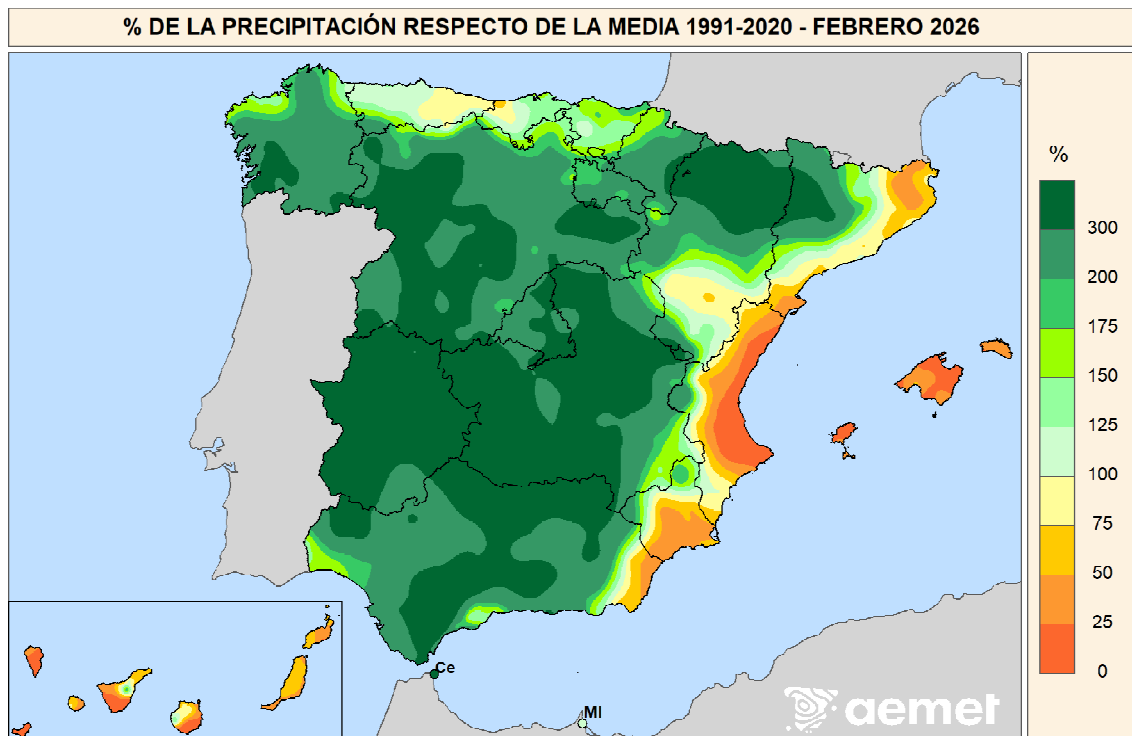 % DE LA PRECIPITACIÓN RESPECTO DE LA MEDIA 1991-2020 - FEBRERO 2026
%
300
200
175
150
125
100
75
50
25
0
Ce
Ml
aemet